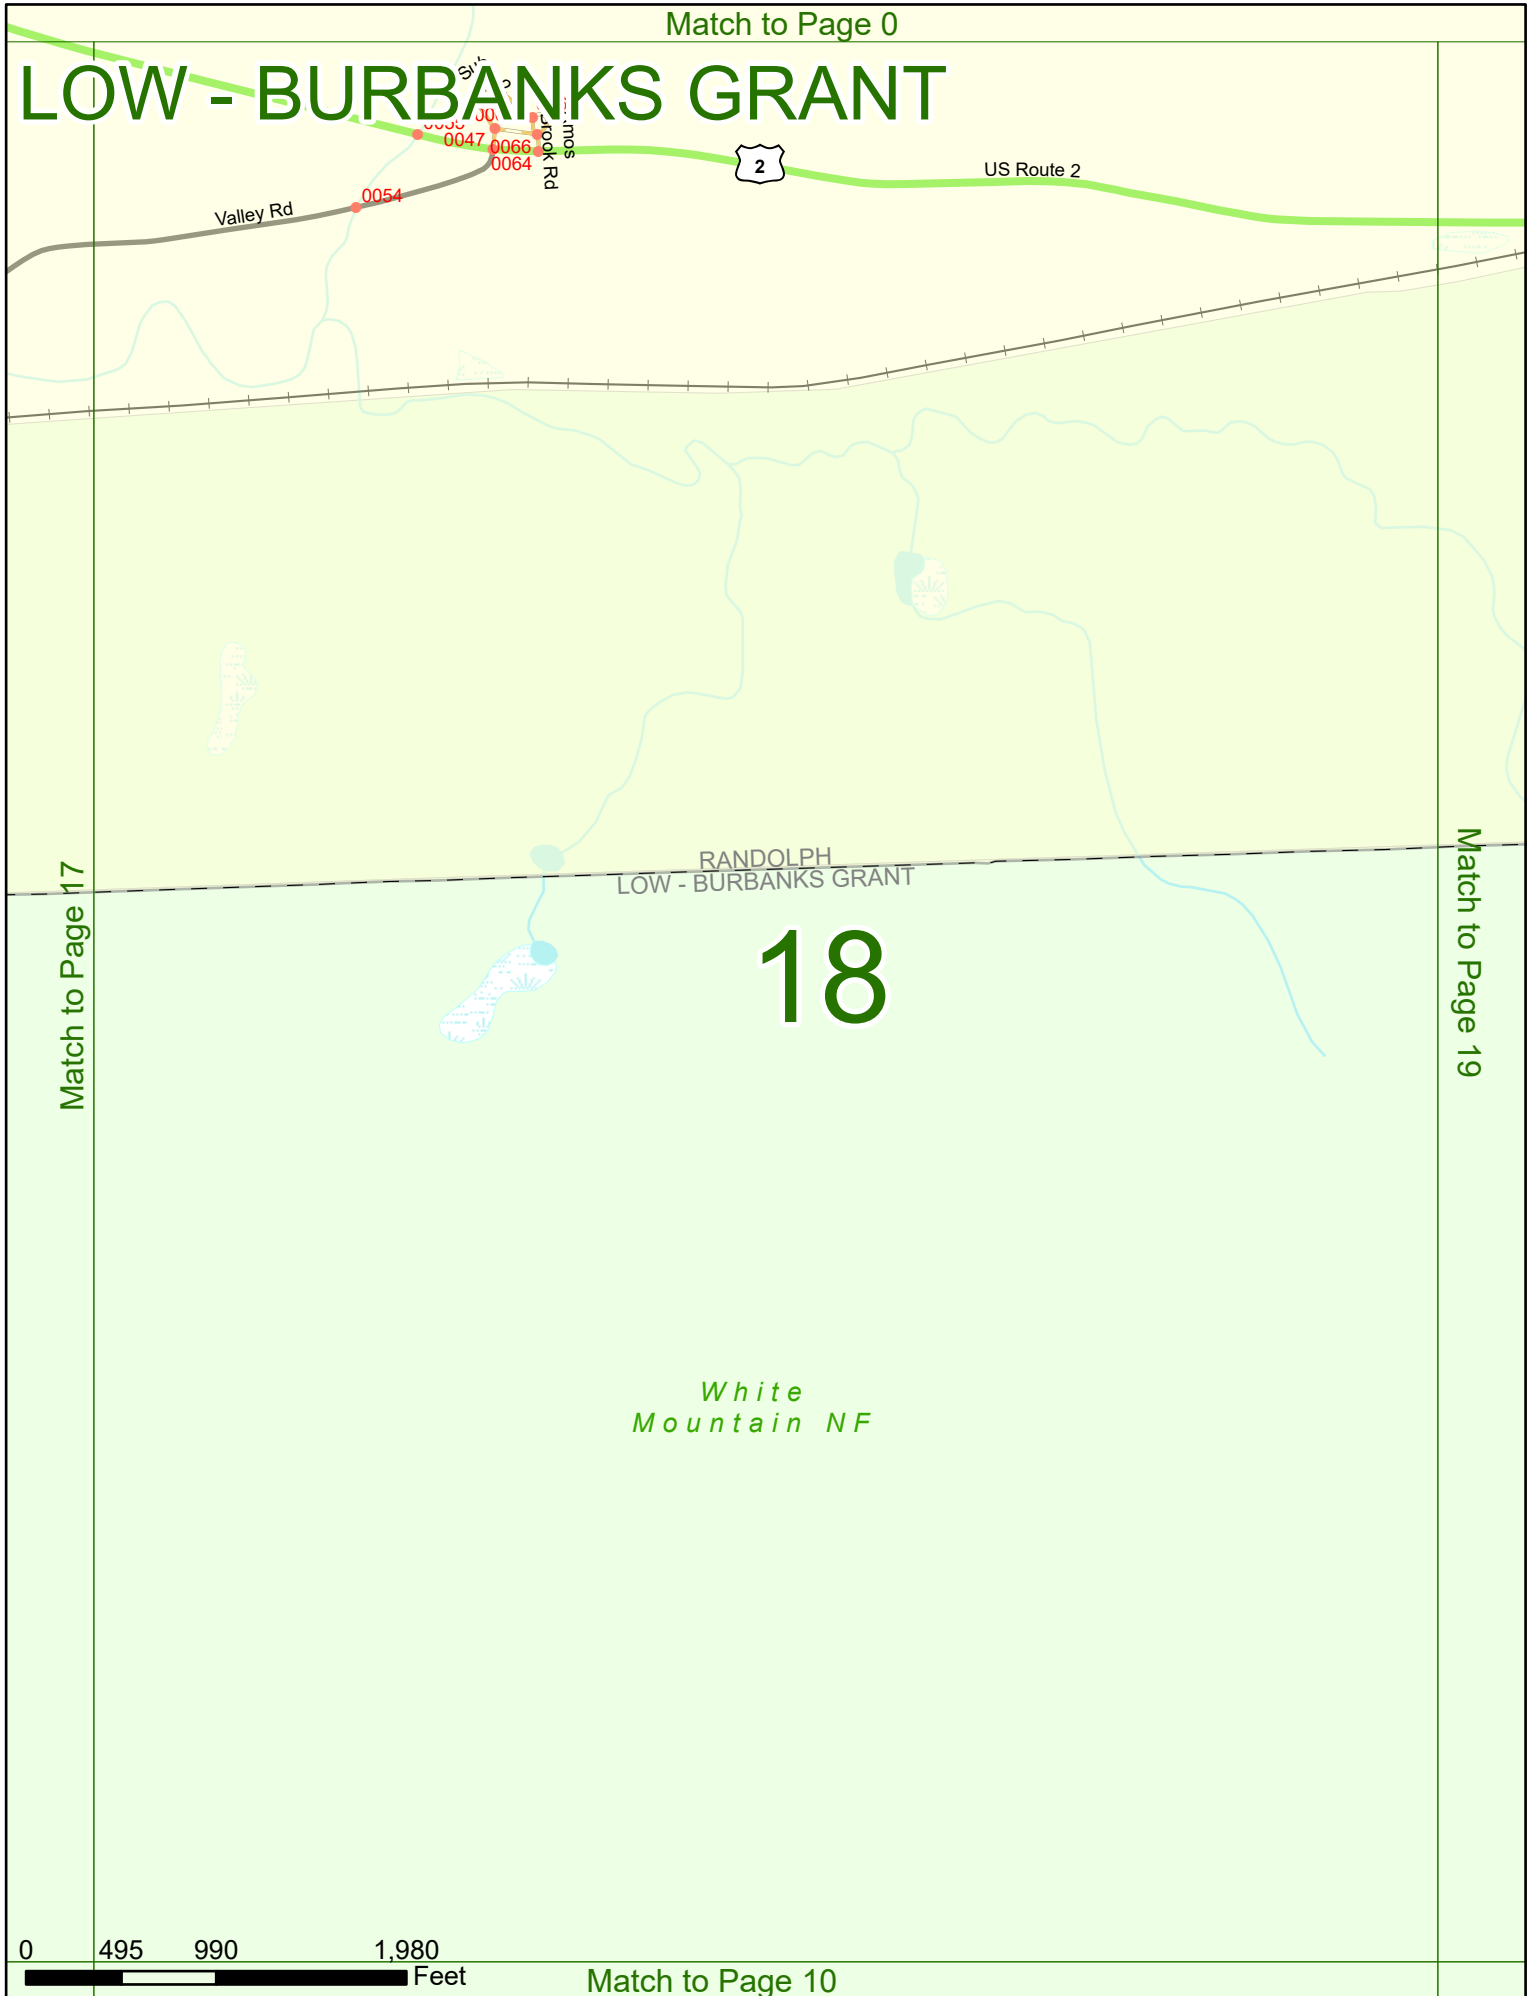 Match to Page 0
LOW - BURBANKS GRANT
0047
0066
0064
Rd
2
US Route 2
0054
Valley Rd
RANDOLPH
LOW - BURBANKS GRANT
18
Match to Page 17
Match to Page 19
White
Mountain NF
0 495 990 1,980
Feet
Match to Page 10